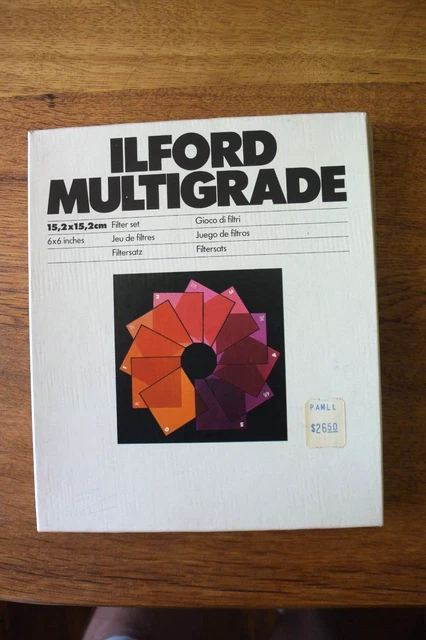 ILFORD
MULTIGRADE
15,2x15,2cm Filter set Gioco di filtri
6x6 inches Jeu de filtres Juego de filtros
Filtersatz Filtersats
PAMLL
$2650